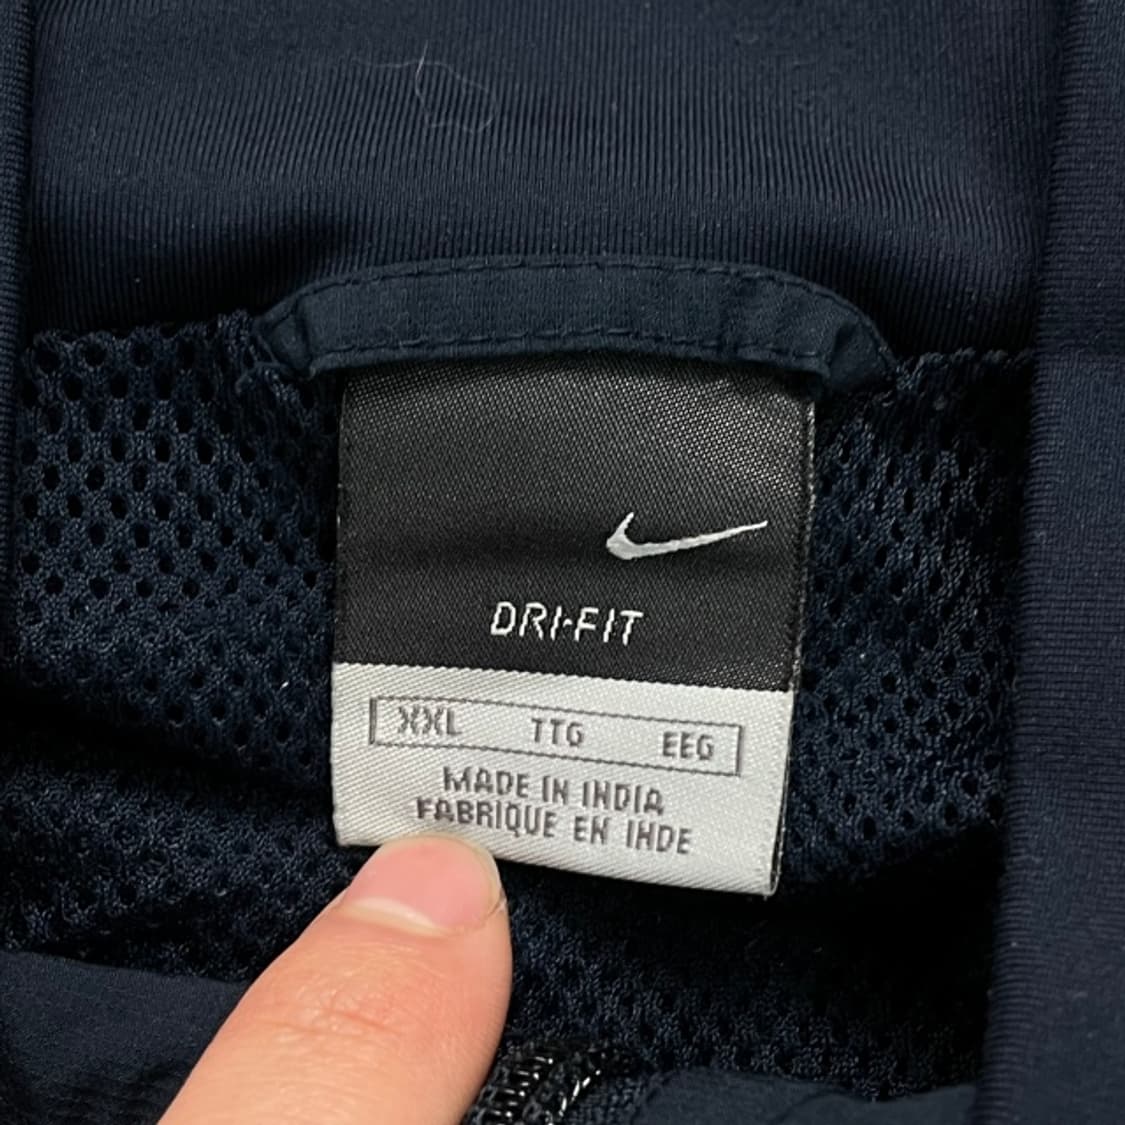 DRI-FIT
XXL TTG EEG
MADE IN INDIA
FABRIQUE EN INDE